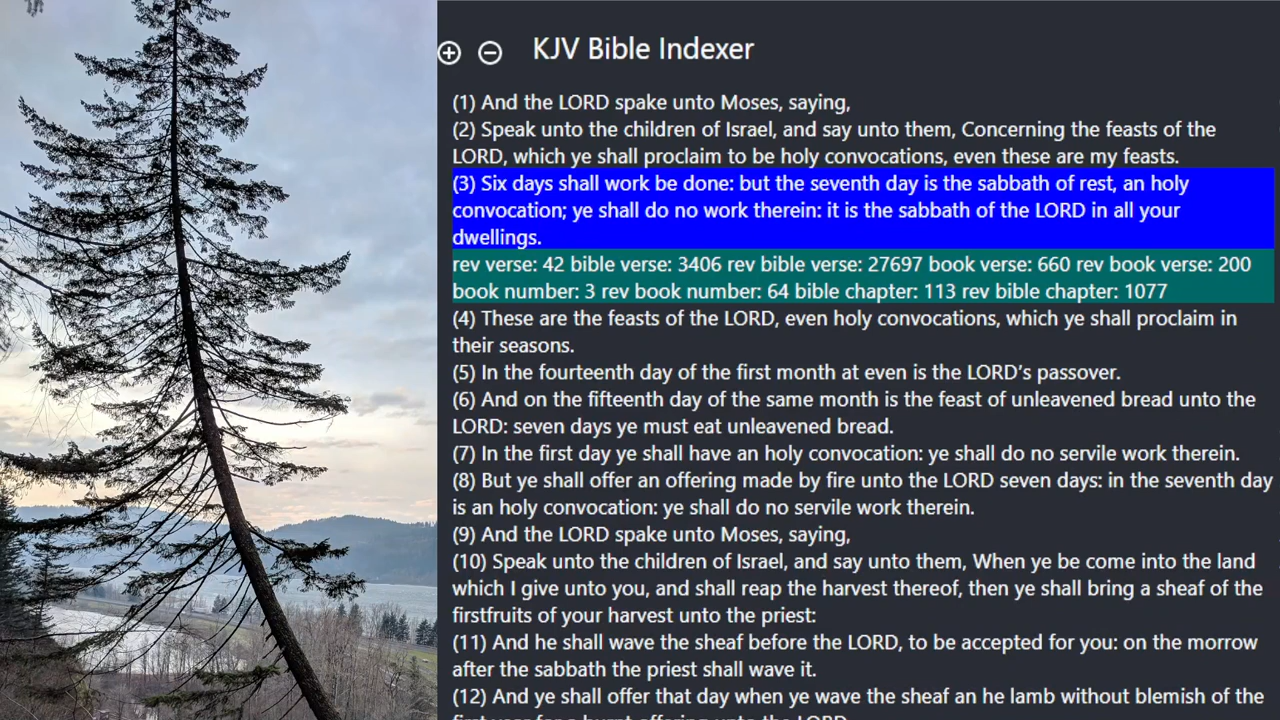 KJV Bible Indexer
(1) And the LORD spake unto Moses, saying,
(2) Speak unto the children of Israel, and say unto them, Concerning the feasts of the
LORD, which ye shall proclaim to be holy convocations, even these are my feasts.
(3) Six days shall work be done: but the seventh day is the sabbath of rest, an holy
convocation; ye shall do no work therein: it is the sabbath of the LORD in all your
dwellings.
rev verse: 42 bible verse: 3406 rev bible verse: 27697 book verse: 660 rev book verse: 200
book number: 3 rev book number: 64 bible chapter: 113 rev bible chapter: 1077
(4) These are the feasts of the LORD, even holy convocations, which ye shall proclaim in
their seasons.
(5) In the fourteenth day of the first month at even is the LORD's passover.
(6) And on the fifteenth day of the same month is the feast of unleavened bread unto the
LORD: seven days ye must eat unleavened bread.
(7) In the first day ye shall have an holy convocation: ye shall do no servile work therein.
(8) But ye shall offer an offering made by fire unto the LORD seven days: in the seventh day
is an holy convocation: ye shall do no servile work therein.
(9) And the LORD spake unto Moses, saying,
(10) Speak unto the children of Israel, and say unto them, When ye be come into the land
which I give unto you, and shall reap the harvest thereof, then ye shall bring a sheaf of the
firstfruits of your harvest unto the priest:
(11) And he shall wave the sheaf before the LORD, to be accepted for you: on the morrow
after the sabbath the priest shall wave it.
(12) And ye shall offer that day when ye wave the sheaf an he lamb without blemish of the
first year for a burnt offering unto the LORD